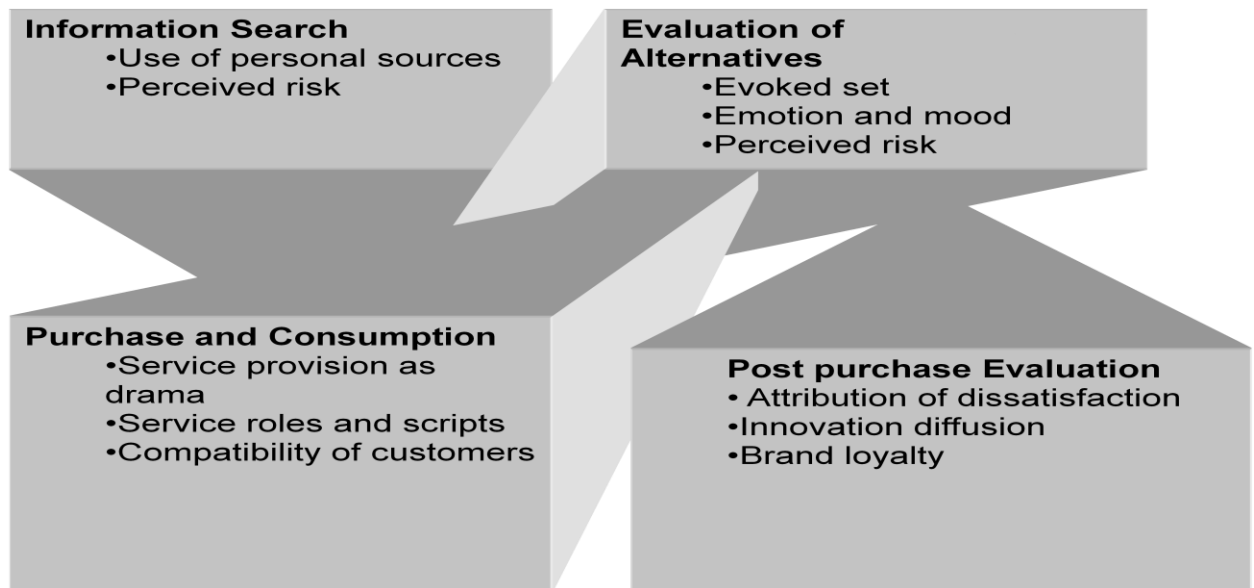 Information Search
•Use of personal sources
•Perceived risk
Evaluation of
Alternatives
•Evoked set
•Emotion and mood
•Perceived risk
Purchase and Consumption
•Service provision as
drama
•Service roles and scripts
•Compatibility of customers
Post purchase Evaluation
• Attribution of dissatisfaction
•Innovation diffusion
•Brand loyalty